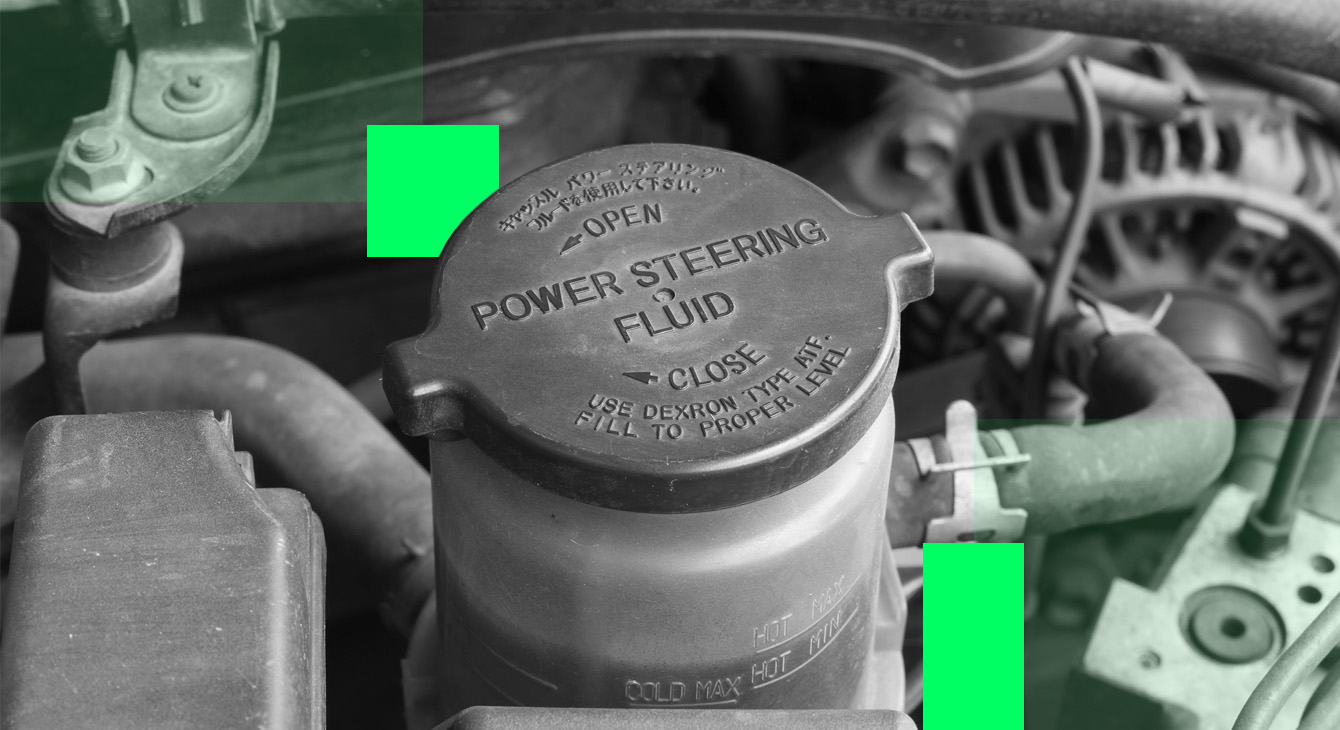 キャッスル パワー ステアリング
フルードを使用して下さい。
OPEN
POWER STEERING
FLUID
CLOSE
USE DEXRON TYPE ATF.
FILL TO PROPER LEVEL
HOT MAX
HOT MIN
COLD MAX